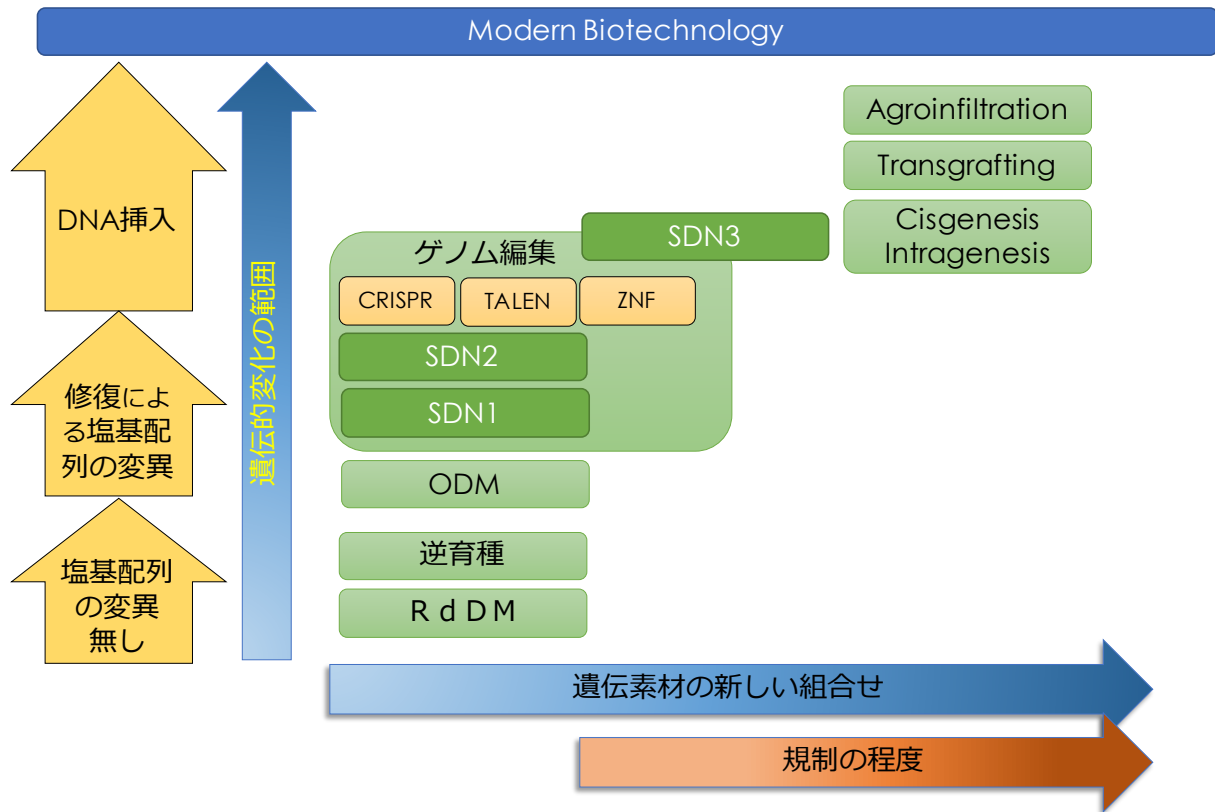 Modern Biotechnology
DNA挿入
修復によ
る塩基配
列の変異
塩基配列
の変異
無し
遺伝的変化の範囲
Agroinfiltration
Transgrafting
Cisgenesis
Intragenesis
SDN3
ゲノム編集
CRISPR
TALEN
ZNF
SDN2
SDN1
ODM
逆育種
ＲｄＤＭ
遺伝素材の新しい組合せ
規制の程度